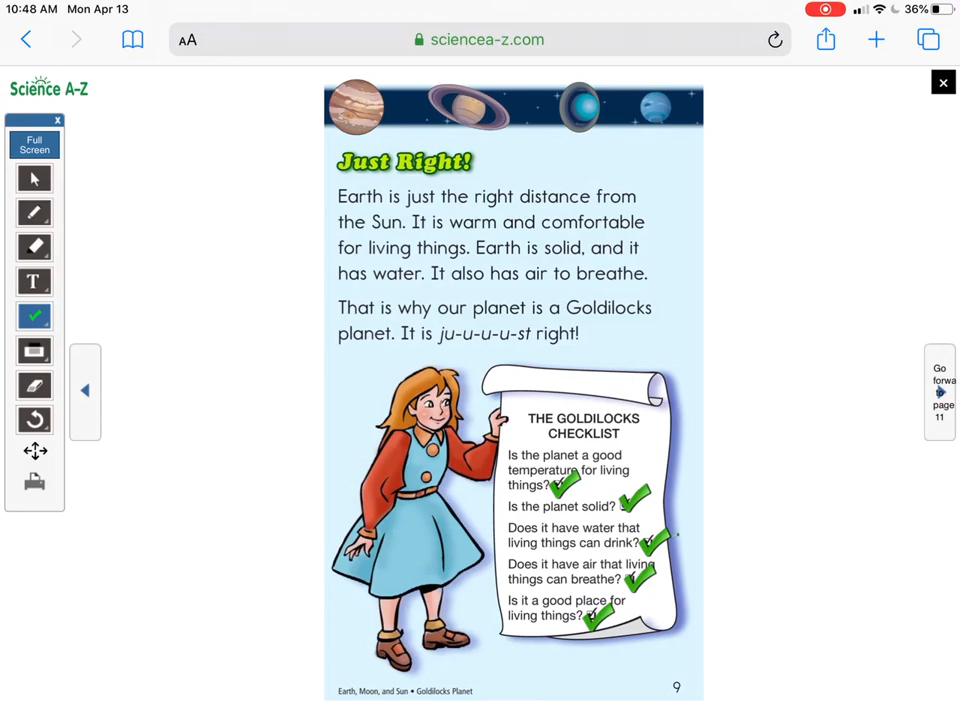 10:48 AM Mon Apr 13
36%
AA
sciencea-z.com
Science A-Z
x
Full
Screen
T
Just Right!
Earth is just the right distance from
the Sun. It is warm and comfortable
for living things. Earth is solid, and it
has water. It also has air to breathe.
That is why our planet is a Goldilocks
planet. It is ju-u-u-u-st right!
THE GOLDILOCKS
CHECKLIST
Is the planet a good
temperature for living
things?
Is the planet solid?
Does it have water that
living things can drink?
Does it have air that living
things can breathe?
Is it a good place for
living things?
Earth, Moon, and Sun • Goldilocks Planet
9
Go
forwa
to
page
11